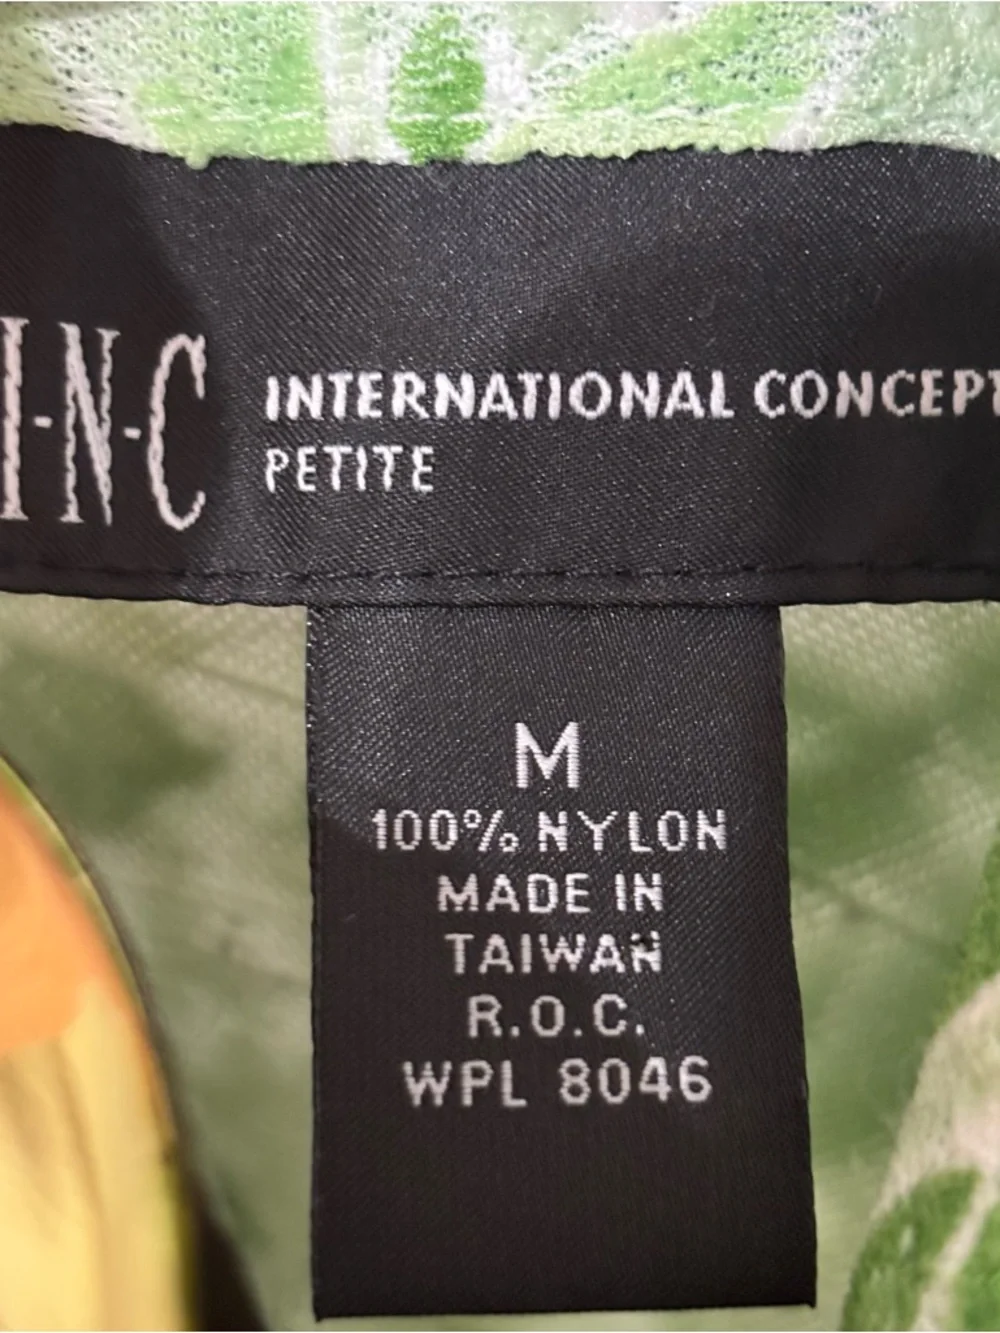 I-N-C
INTERNATIONAL CONCEPT
PETITE
M
100% NYLON
MADE IN
TAIWAN
R.O.C.
WPL 8046